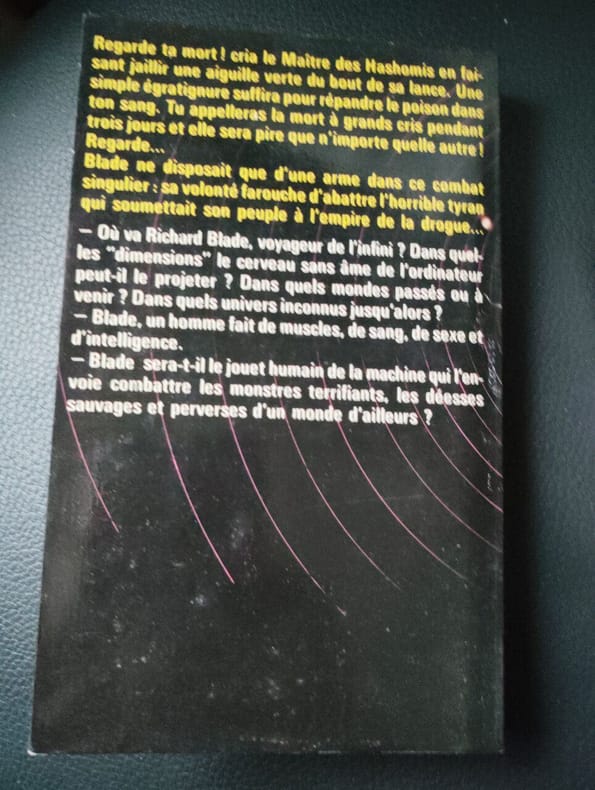 Regarde ta mort ! cria le Maître des Hashomis en fai-
sant jaillir une aiguille verte du bout de sa lance. Une
simple égratignure suffira pour répandre le poison dans
ton sang. Tu appelleras la mort à grands cris pendant
trois jours et elle sera pire que n'importe quelle autre !
Regarde...
Blade ne disposait que d'une arme dans ce combat
singulier : sa volonté farouche d'abattre l'horrible tyran
qui soumettait son peuple à l'empire de la drogue...
— Où va Richard Blade, voyageur de l'infini ? Dans quel-
les "dimensions" le cerveau sans âme de l'ordinateur
peut-il le projeter ? Dans quels mondes passés ou à
venir ? Dans quels univers inconnus jusqu'alors ?
— Blade, un homme fait de muscles, de sang, de sexe et
d'intelligence.
— Blade sera-t-il le jouet humain de la machine qui l'en-
voie combattre les monstres terrifiants, les déesses
sauvages et perverses d'un monde d'ailleurs ?